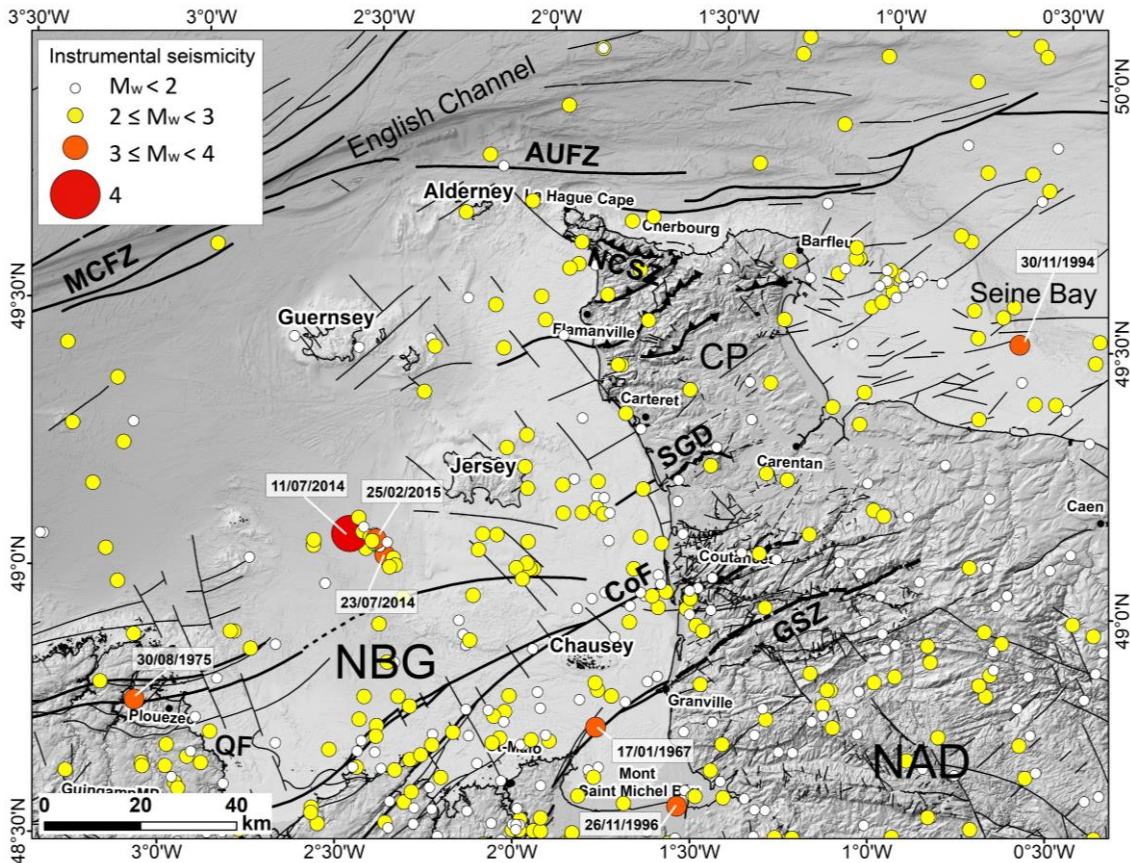 3°30'W 3°0'W 2°30'W 2°0'W 1°30'W 1°0'W 0°30'W
Instrumental seismicity
Mw < 2
2 ≤ Mw < 3
3 ≤ Mw < 4
4
50°0'N
English Channel
AUFZ
Alderney
La Hague Cape
Cherbourg
Barfleur
MCFZ
NCSZ
30/11/1994
49°30'N
Seine Bay
Guernsey
Flamanville
CP
49°30'N
Carteret
SGD
Jersey
Carentan
11/07/2014
25/02/2015
Caen
49°0'N
Coutances
CoF
23/07/2014
GSZ
49°0'N
Chausey
NBG
30/08/1975
Granville
Plouezec
QF
17/01/1967
NAD
St-Malo
Mont
Saint Michel Bay
Guingamp
26/11/1996
0 20 40
km
48°30'N
3°0'W 2°30'W 2°0'W 1°30'W 1°0'W 0°30'W